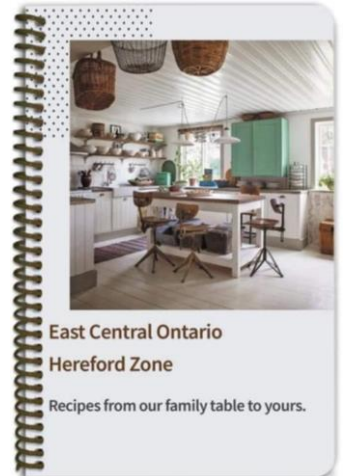 East Central Ontario
Hereford Zone
Recipes from our family table to yours.